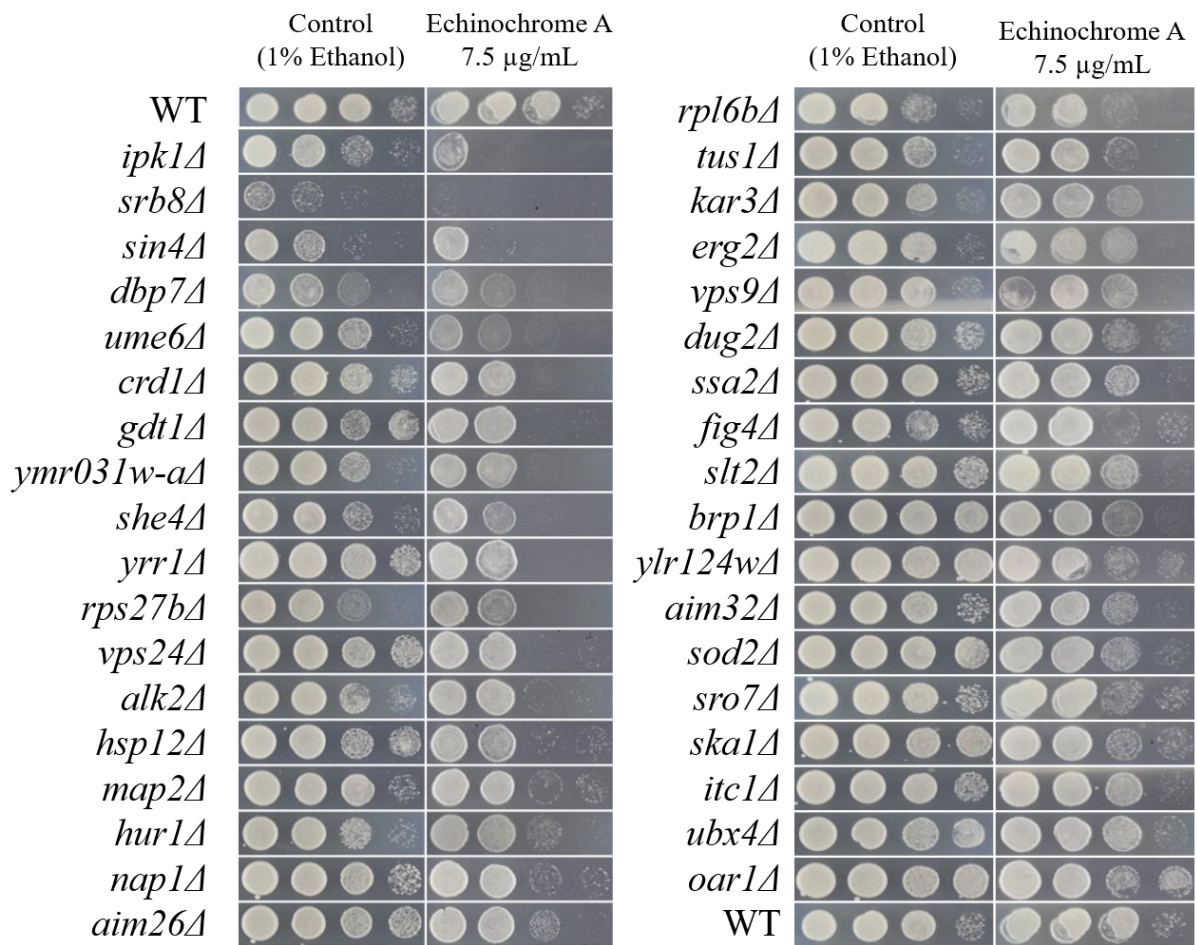 Control
(1% Ethanol)
Echinochrome A
7.5 µg/mL
WT
ipk1Δ
srb8Δ
sin4Δ
dbp7Δ
ume6Δ
crd1Δ
gdt1Δ
ymr031w-aΔ
she4Δ
yrr1Δ
rps27bΔ
vps24Δ
alk2Δ
hsp12Δ
map2Δ
hur1Δ
nap1Δ
aim26Δ
Control
(1% Ethanol)
Echinochrome A
7.5 µg/mL
rpl6bΔ
tus1Δ
kar3Δ
erg2Δ
vps9Δ
dug2Δ
ssa2Δ
fig4Δ
slt2Δ
brp1Δ
ylr124wΔ
aim32Δ
sod2Δ
sro7Δ
ska1Δ
itc1Δ
ubx4Δ
oar1Δ
WT